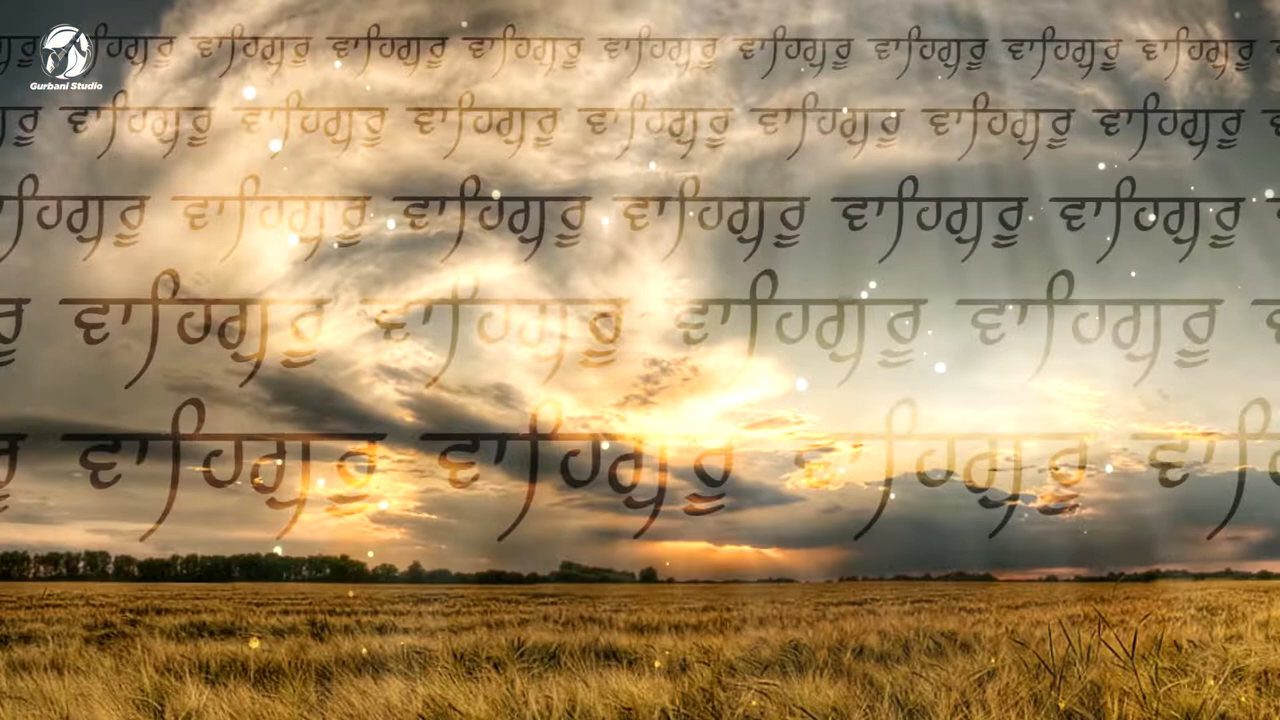 ਵਾਹਿਗੁਰੂ ਵਾਹਿਗੁਰੂ ਵਾਹਿਗੁਰੂ ਵਾਹਿਗੁਰੂ ਵਾਹਿਗੁਰੂ ਵਾਹਿਗੁਰੂ ਵਾਹਿਗੁਰੂ ਵਾਹਿਗੁਰੂ
Gurbani Studio
ਵਾਹਿਗੁਰੂ ਵਾਹਿਗੁਰੂ ਵਾਹਿਗੁਰੂ ਵਾਹਿਗੁਰੂ ਵਾਹਿਗੁਰੂ ਵਾਹਿਗੁਰੂ ਵਾਹਿਗੁਰੂ
ਵਾਹਿਗੁਰੂ ਵਾਹਿਗੁਰੂ ਵਾਹਿਗੁਰੂ ਵਾਹਿਗੁਰੂ ਵਾਹਿਗੁਰੂ
ਵਾਹਿਗੁਰੂ ਵਾਹਿਗੁਰੂ ਵਾਹਿਗੁਰੂ ਵਾਹਿਗੁਰੂ
ਵਾਹਿਗੁਰੂ ਵਾਹਿਗੁਰੂ ਵਾਹਿਗੁਰੂ